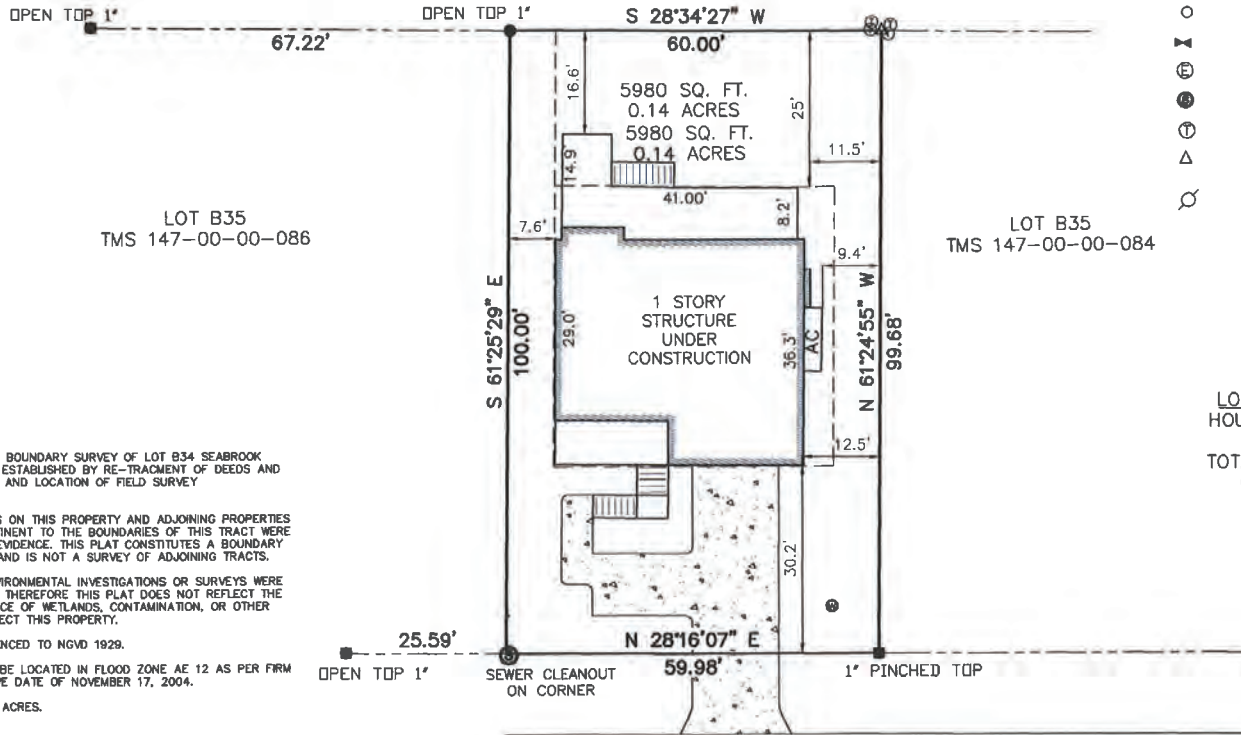 OPEN TOP 1"
OPEN TOP 1"
S 28°34'27" W
67.22'
60.00'
16.6'
5980 SQ. FT.
0.14 ACRES
5980 SQ. FT.
0.14 ACRES
25'
11.5'
14.9'
41.00'
8.2'
7.6'
9.4'
LOT B35
TMS 147-00-00-086
LOT B35
TMS 147-00-00-084
E
T
S 61°25'29" E
100.00'
29.0'
1 STORY
STRUCTURE
UNDER
CONSTRUCTION
36.3'
AC
N 61°24'55" W
99.68'
12.5'
30.2'
LO
HOU
TOT
BOUNDARY SURVEY OF LOT B34 SEABROOK
ESTABLISHED BY RE-TRACMENT OF DEEDS AND
AND LOCATION OF FIELD SURVEY
S ON THIS PROPERTY AND ADJOINING PROPERTIES
TINENT TO THE BOUNDARIES OF THIS TRACT WERE
EVIDENCE. THIS PLAT CONSTITUTES A BOUNDARY
AND IS NOT A SURVEY OF ADJOINING TRACTS.
VIRONMENTAL INVESTIGATIONS OR SURVEYS WERE
THEREFORE THIS PLAT DOES NOT REFLECT THE
CE OF WETLANDS, CONTAMINATION, OR OTHER
ECT THIS PROPERTY.
NCED TO NGVD 1929.
BE LOCATED IN FLOOD ZONE AE 12 AS PER FIRM
VE DATE OF NOVEMBER 17, 2004.
ACRES.
25.59'
N 28°16'07" E
59.98'
OPEN TOP 1"
SEWER CLEANOUT
ON CORNER
1" PINCHED TOP